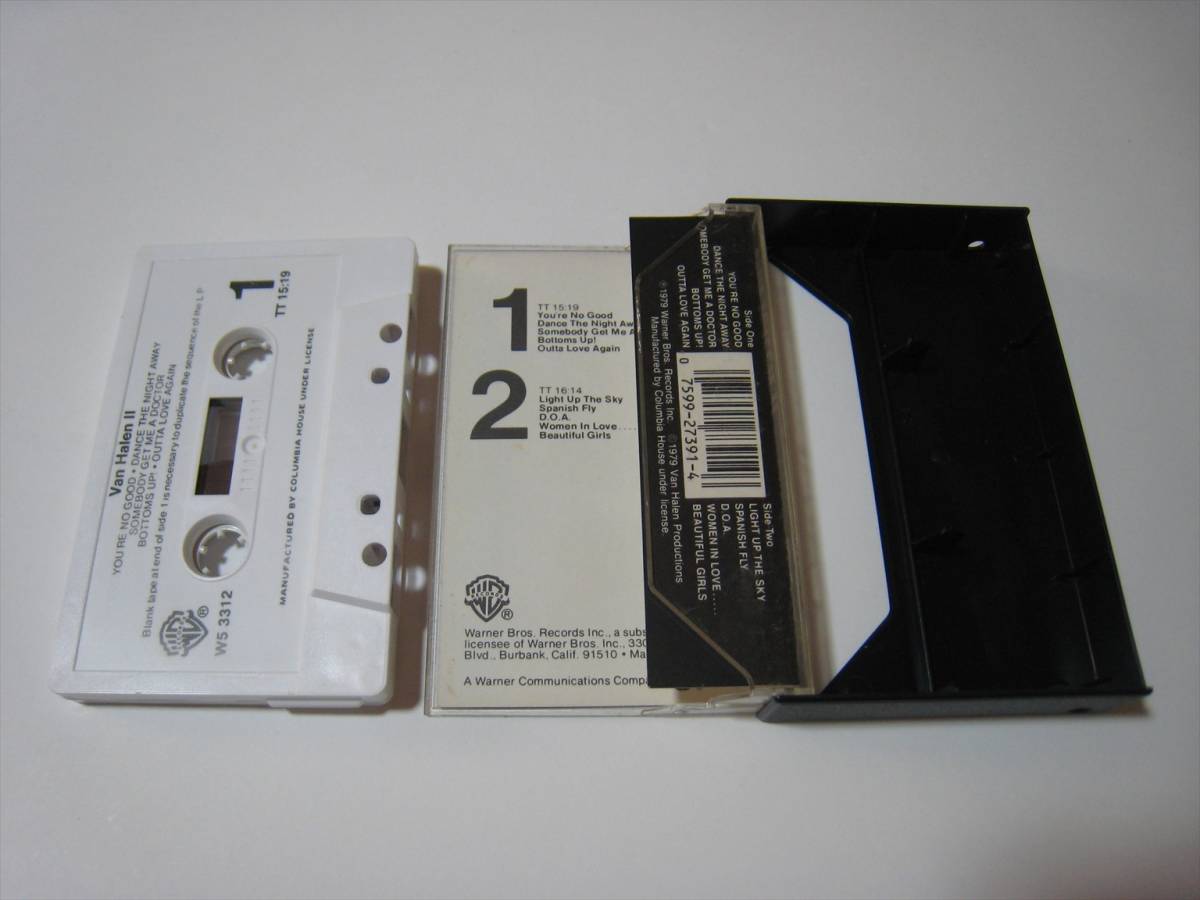 Van Halen II
YOU'RE NO GOOD • DANCE THE NIGHT AWAY
SOMEBODY GET ME A DOCTOR
BOTTOMS UP! • OUTTA LOVE AGAIN
Blank tape at end of side 1 is necessary to duplicate the sequence of the LP
1
TT 15:19
W5 3312
®
MANUFACTURED BY COLUMBIA HOUSE UNDER LICENSE
1
TT 15:19
You're No Good
Dance The Night Aw
Somebody Get Me A
Bottoms Up!
Outta Love Again
2
TT 16:14
Light Up The Sky
Spanish Fly
D.O.A.
Women In Love.....
Beautiful Girls
RECORDS ®
Warner Bros. Records Inc., a subs
licensee of Warner Bros. Inc., 330
Blvd., Burbank, Calif. 91510 • Ma
A Warner Communications Compa
Side One
YOU'RE NO GOOD
DANCE THE NIGHT AWAY
OMEBODY GET ME A DOCTOR
BOTTOMS UP!
OUTTA LOVE AGAIN
0 7599-27391-4
Side Two
LIGHT UP THE SKY
SPANISH FLY
D.O.A.
WOMEN IN LOVE.....
BEAUTIFUL GIRLS
℗1979 Warner Bros. Records Inc. ©1979 Van Halen Productions
Manufactured by Columbia House under license.